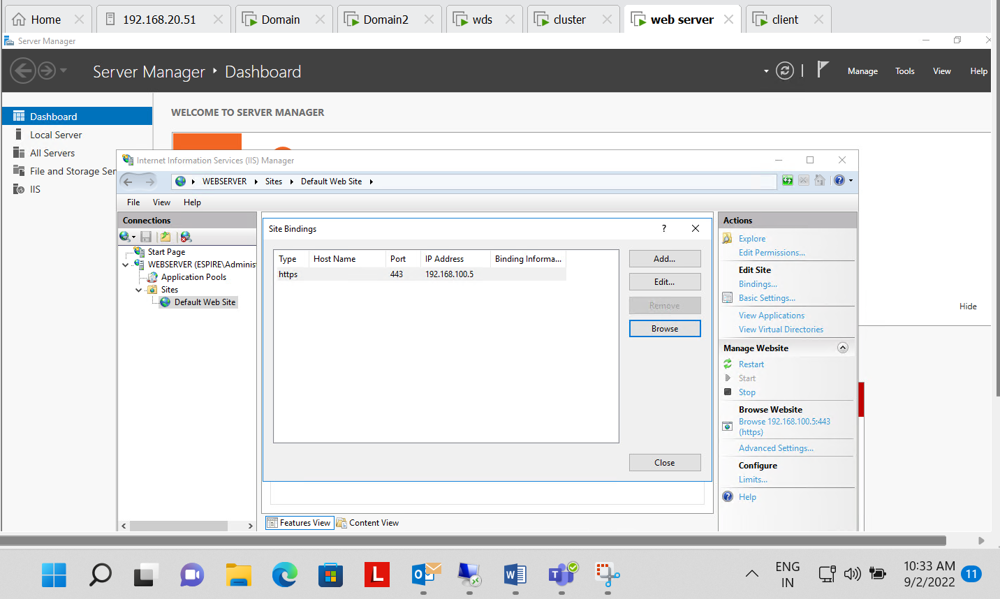 Home
192.168.20.51
Domain
Domain2
wds
cluster
web server
client
Server Manager
Server Manager ‣ Dashboard
Manage Tools View Help
Dashboard
Local Server
All Servers
File and Storage Ser
IIS
WELCOME TO SERVER MANAGER
Hide
Internet Information Services (IIS) Manager
WEBSERVER ▸ Sites ▸ Default Web Site ▸
File View Help
Connections
Start Page
WEBSERVER (ESPIRE\Adminis
Application Pools
Sites
Default Web Site
Site Bindings
?
Type Host Name Port IP Address Binding Informa...
https 443 192.168.100.5
Add...
Edit...
Remove
Browse
Close
Features View
Content View
Actions
Explore
Edit Permissions...
Edit Site
Bindings...
Basic Settings...
View Applications
View Virtual Directories
Manage Website
Restart
Start
Stop
Browse Website
Browse 192.168.100.5:443
(https)
Advanced Settings...
Configure
Limits...
Help
L
ENG
IN
10:33 AM
9/2/2022
11